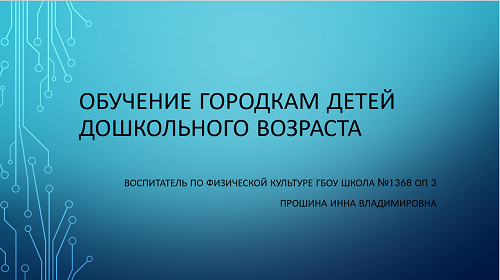 ОБУЧЕНИЕ ГОРОДКАМ ДЕТЕЙ
ДОШКОЛЬНОГО ВОЗРАСТА
ВОСПИТАТЕЛЬ ПО ФИЗИЧЕСКОЙ КУЛЬТУРЕ ГБОУ ШКОЛА №1368 ОП 3
ПРОШИНА ИННА ВЛАДИМИРОВНА